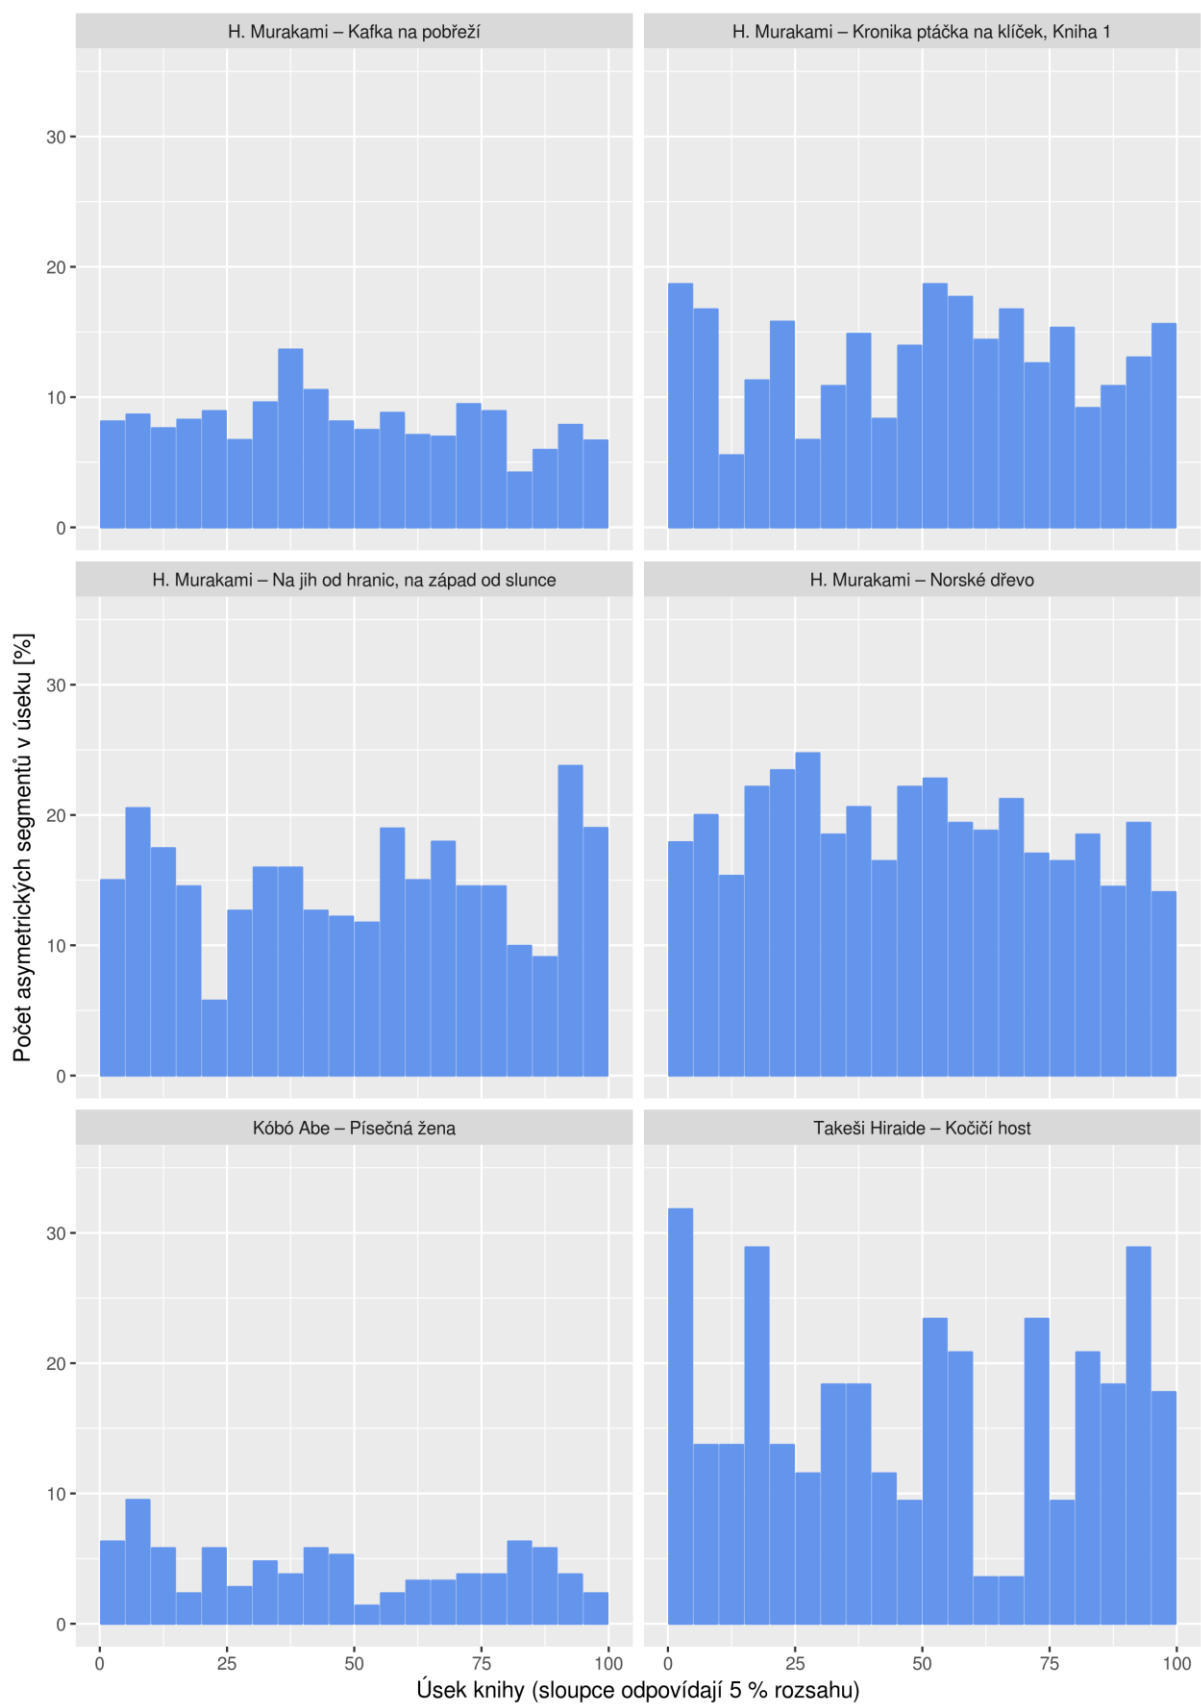 H. Murakami – Kafka na pobřeží
H. Murakami – Kronika ptáčka na klíček, Kniha 1
30
20
10
0
H. Murakami – Na jih od hranic, na západ od slunce
H. Murakami – Norské dřevo
30
20
10
0
Počet asymetrických segmentů v úseku [%]
Kóbó Abe – Písečná žena
Takeši Hiraide – Kočičí host
30
20
10
0
0 25 50 75 100
0 25 50 75 100
Úsek knihy (sloupce odpovídají 5 % rozsahu)